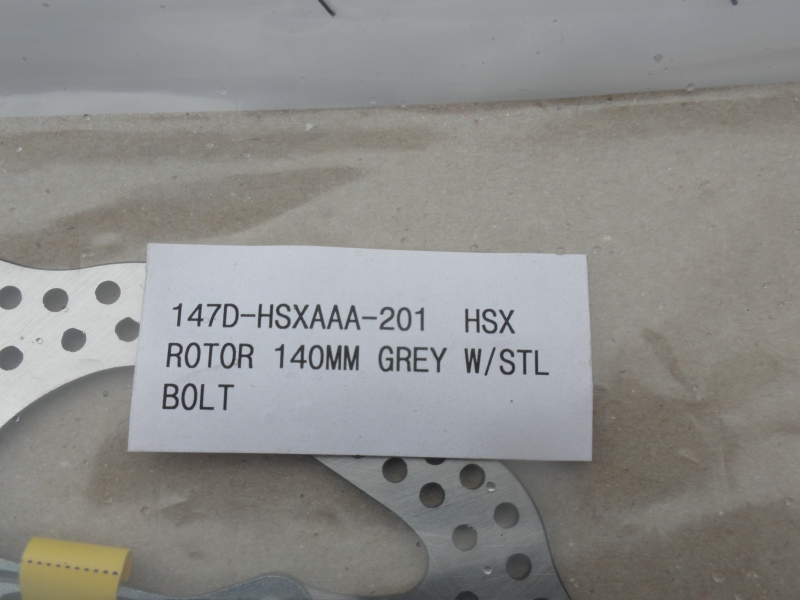 147D-HSXAAA-201 HSX
ROTOR 140MM GREY W/STL
BOLT